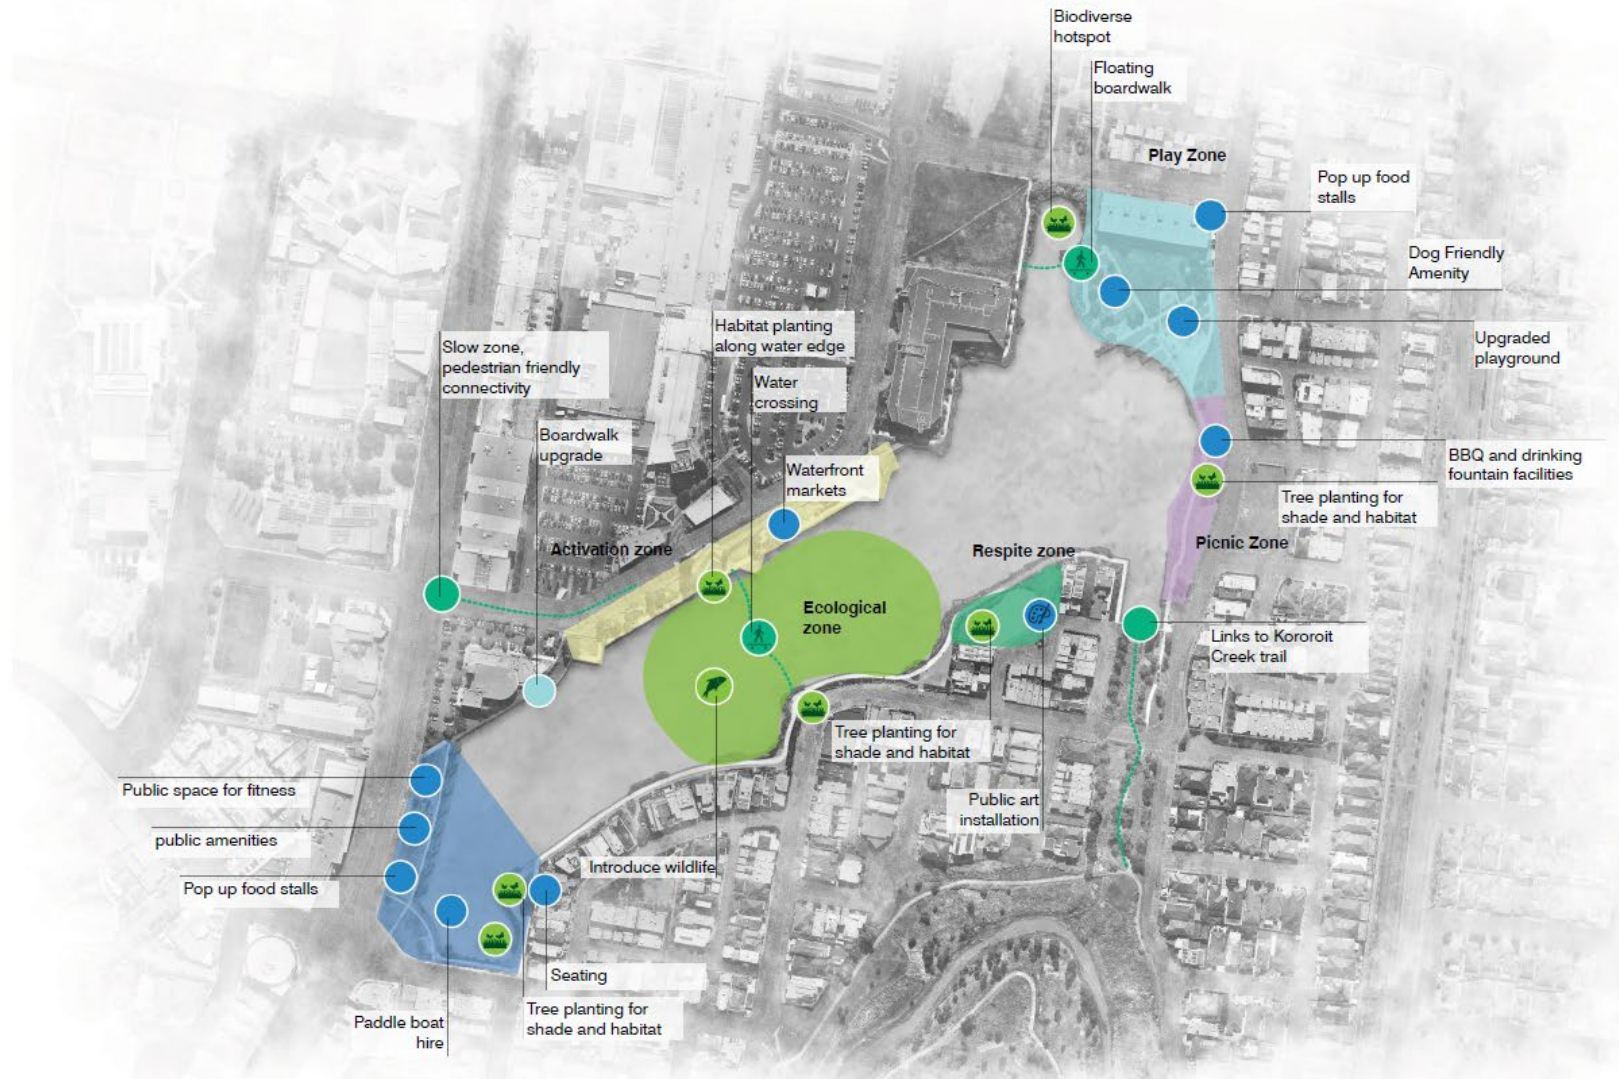 Biodiverse
hotspot
Floating
boardwalk
Play Zone
Pop up food
stalls
Dog Friendly
Amenity
Upgraded
playground
Habitat planting
along water edge
Slow zone,
pedestrian friendly
connectivity
Water
crossing
Boardwalk
upgrade
Waterfront
markets
BBQ and drinking
fountain facilities
Tree planting for
shade and habitat
Picnic Zone
Activation zone
Respite zone
Ecological
zone
Links to Kororoit
Creek trail
Tree planting for
shade and habitat
Public art
installation
Public space for fitness
public amenities
Pop up food stalls
Introduce wildlife
Seating
Tree planting for
shade and habitat
Paddle boat
hire